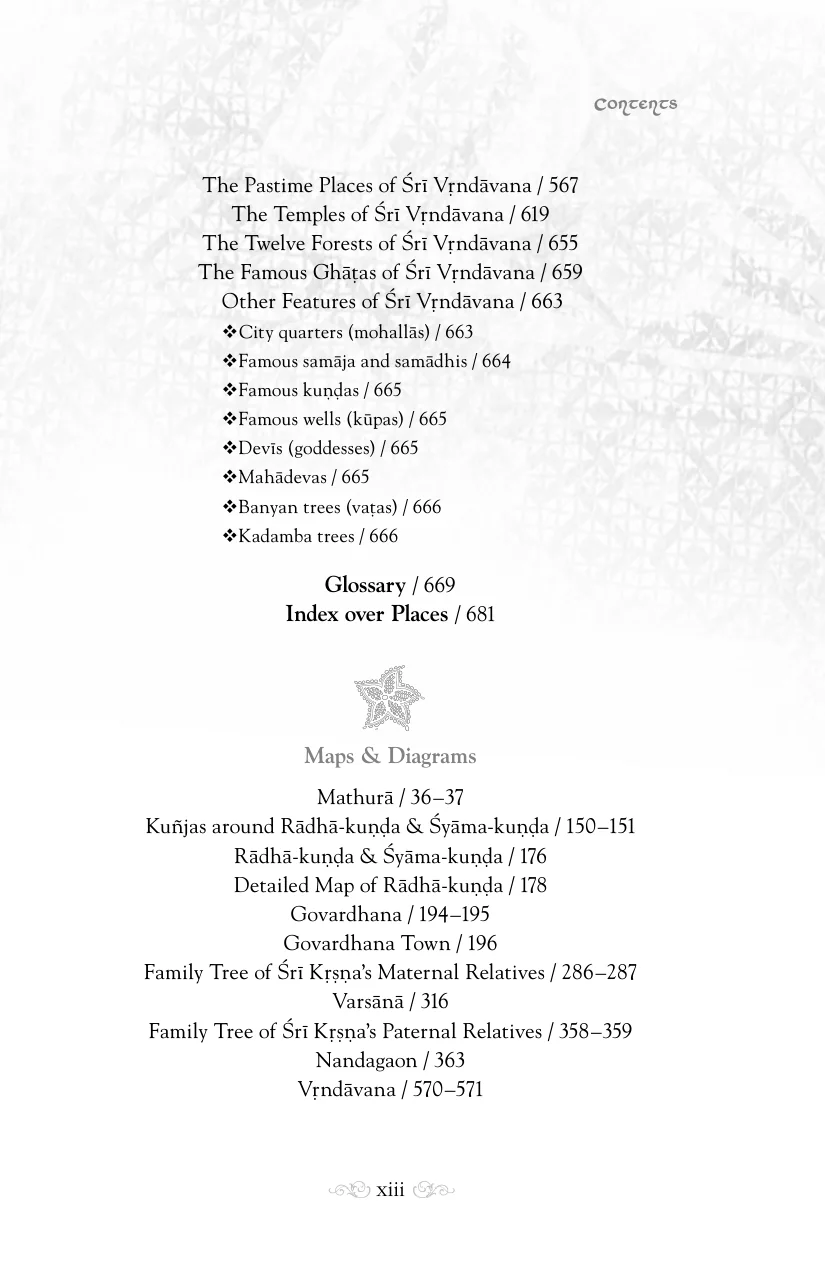 Contents
The Pastime Places of Śrī Vṛndāvana / 567
The Temples of Śrī Vṛndāvana / 619
The Twelve Forests of Śrī Vṛndāvana / 655
The Famous Ghāṭas of Śrī Vṛndāvana / 659
Other Features of Śrī Vṛndāvana / 663
❖City quarters (mohallās) / 663
❖Famous samāja and samādhis / 664
❖Famous kuṇḍas / 665
❖Famous wells (kūpas) / 665
❖Devīs (goddesses) / 665
❖Mahādevas / 665
❖Banyan trees (vaṭas) / 666
❖Kadamba trees / 666
Glossary / 669
Index over Places / 681
Maps & Diagrams
Mathurā / 36–37
Kuñjas around Rādhā-kuṇḍa & Śyāma-kuṇḍa / 150–151
Rādhā-kuṇḍa & Śyāma-kuṇḍa / 176
Detailed Map of Rādhā-kuṇḍa / 178
Govardhana / 194–195
Govardhana Town / 196
Family Tree of Śrī Kṛṣṇa’s Maternal Relatives / 286–287
Varsānā / 316
Family Tree of Śrī Kṛṣṇa’s Paternal Relatives / 358–359
Nandagaon / 363
Vṛndāvana / 570–571
xiii